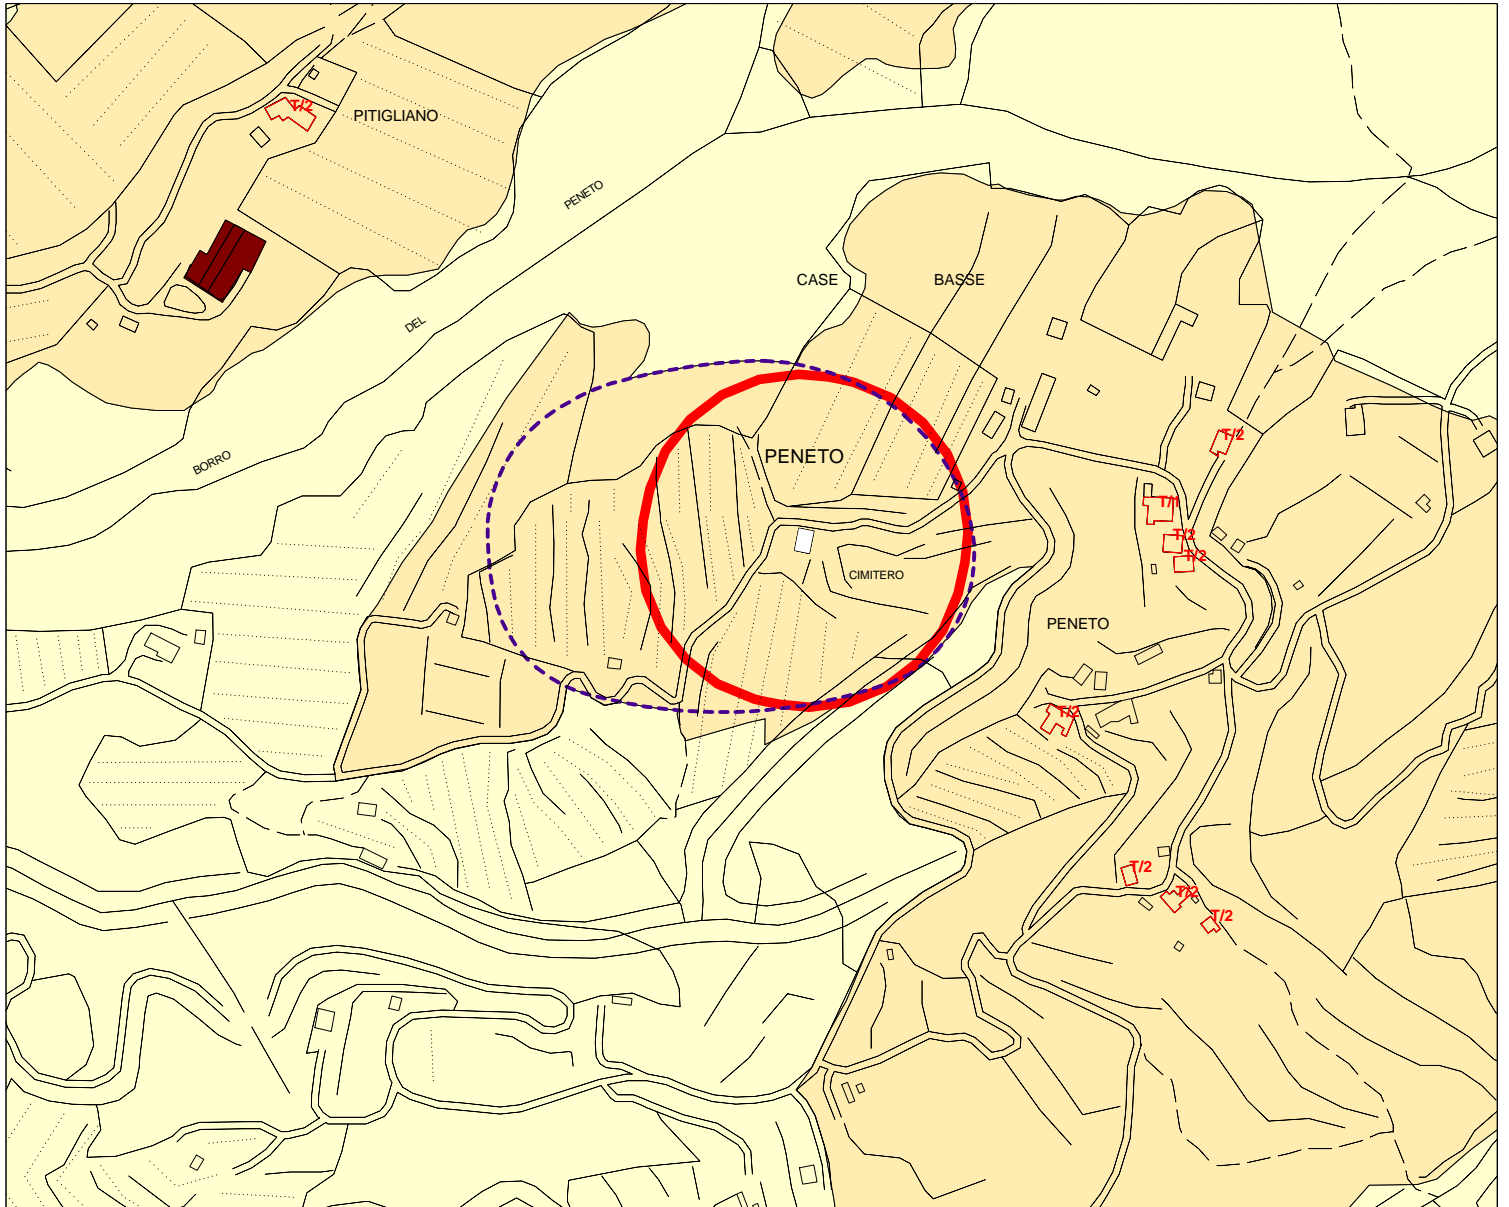 T/2
PITIGLIANO
PENETO
CASE BASSE
DEL
T/2
PENETO
BORRO
T/1
T/2
T/2
CIMITERO
PENETO
T/2
T/2
T/2
T/2